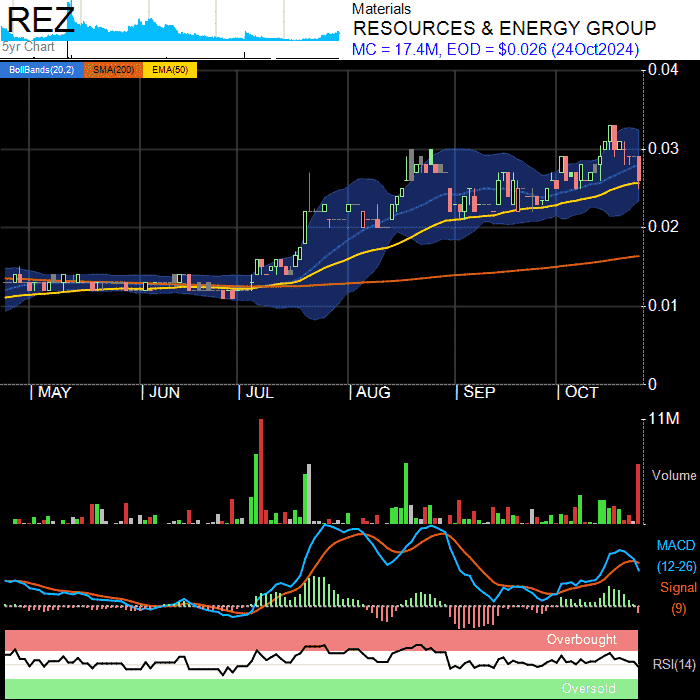 REZ
5yr Chart
Materials
RESOURCES & ENERGY GROUP
MC = 17.4M, EOD = $0.026 (24Oct2024)
BollBands(20,2) SMA(200) EMA(50)
0.04
0.03
0.02
0.01
0
| MAY | JUN | JUL | AUG | SEP | OCT
11M
Volume
MACD
(12-26)
Signal
(9)
Overbought
RSI(14)
Oversold